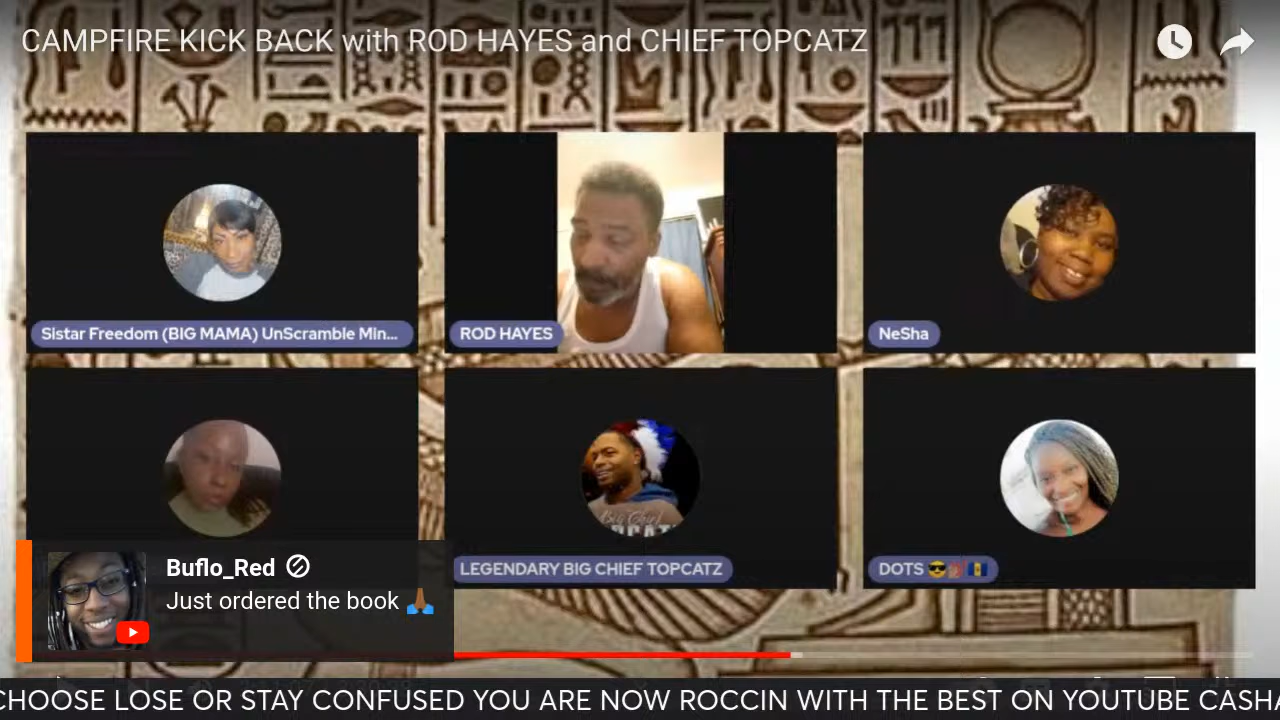 CAMPFIRE KICK BACK with ROD HAYES and CHIEF TOPCATZ
Sistar Freedom (BIG MAMA) UnScramble Min...
ROD HAYES
NeSha
Big Chief
LEGENDARY BIG CHIEF TOPCATZ
DOTS 😎💯🇧🇧
Buflo_Red
Just ordered the book 🙏🏾
CHOOSE LOSE OR STAY CONFUSED YOU ARE NOW ROCCIN WITH THE BEST ON YOUTUBE CASHA